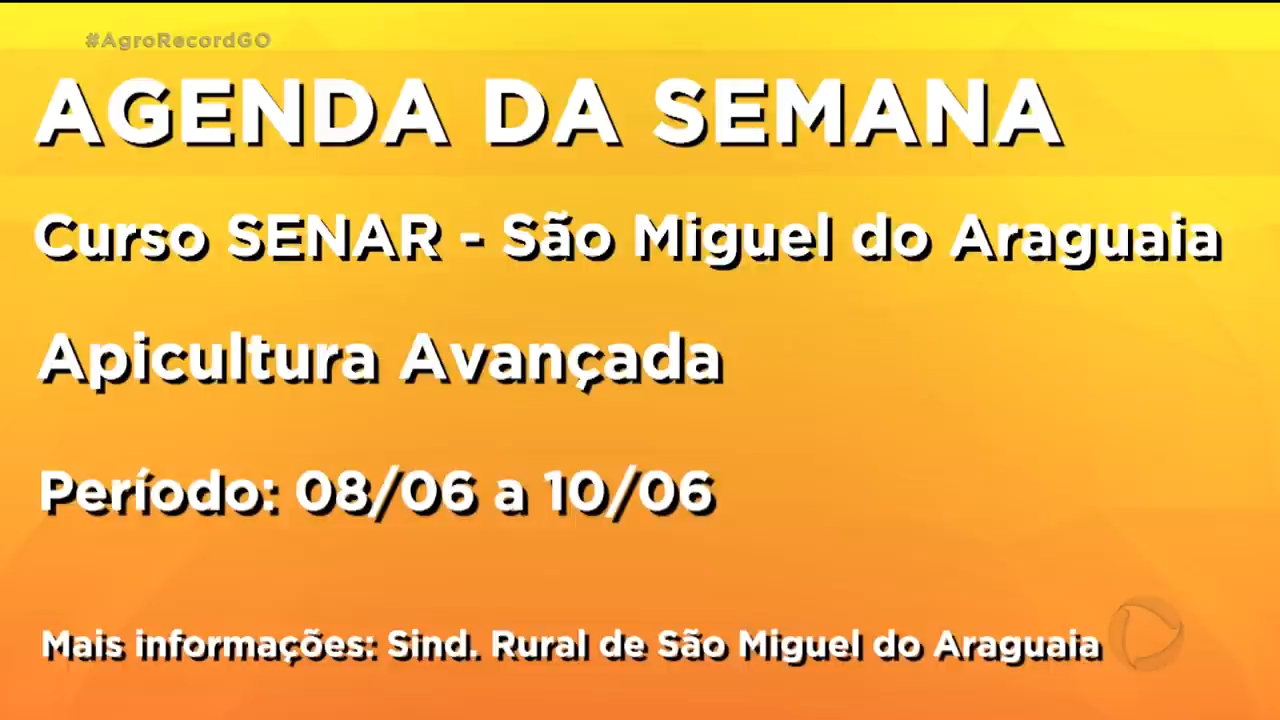 #AgroRecordGO
AGENDA DA SEMANA
Curso SENAR - São Miguel do Araguaia
Apicultura Avançada
Período: 08/06 a 10/06
Mais informações: Sind. Rural de São Miguel do Araguaia